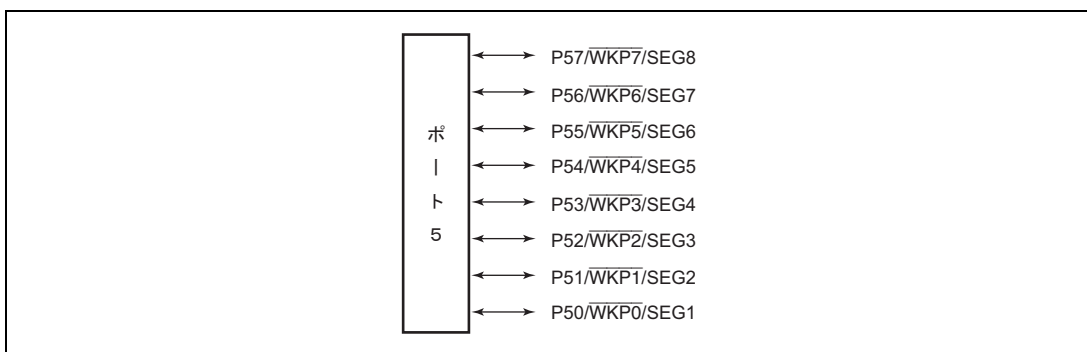 ポート5
P57/WKP7/SEG8
P56/WKP6/SEG7
P55/WKP5/SEG6
P54/WKP4/SEG5
P53/WKP3/SEG4
P52/WKP2/SEG3
P51/WKP1/SEG2
P50/WKP0/SEG1